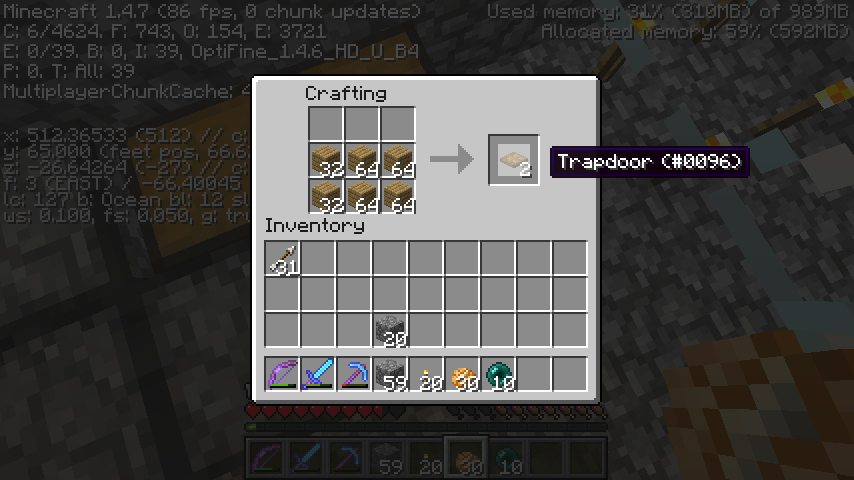 Minecraft 1.4.7 (86 fps, 0 chunk updates)
C: 6/4624. F: 743, O: 154, E: 3721
E: 0/39. B: 0, I: 39, OptiFine_1.4.6_HD_U_B4
P: 0. T: All: 39
MultiplayerChunkCache: 4
Used memory: 31% (310MB) of 989MB
Allocated memory: 59% (592MB)
x: 512.36533 (512) // c:
y: 65.000 (feet pos, 66.6
z: -26.64264 (-27) // c:
f: 3 (EAST) / -66.40045
lc: 127 b: Ocean bl: 12 sl
ws: 0.100, fs: 0.050, g: tru
Crafting
32 64 64
32 64 64
2
Trapdoor (#0096)
Inventory
31
20
59 20 30 10
59 20 30 10